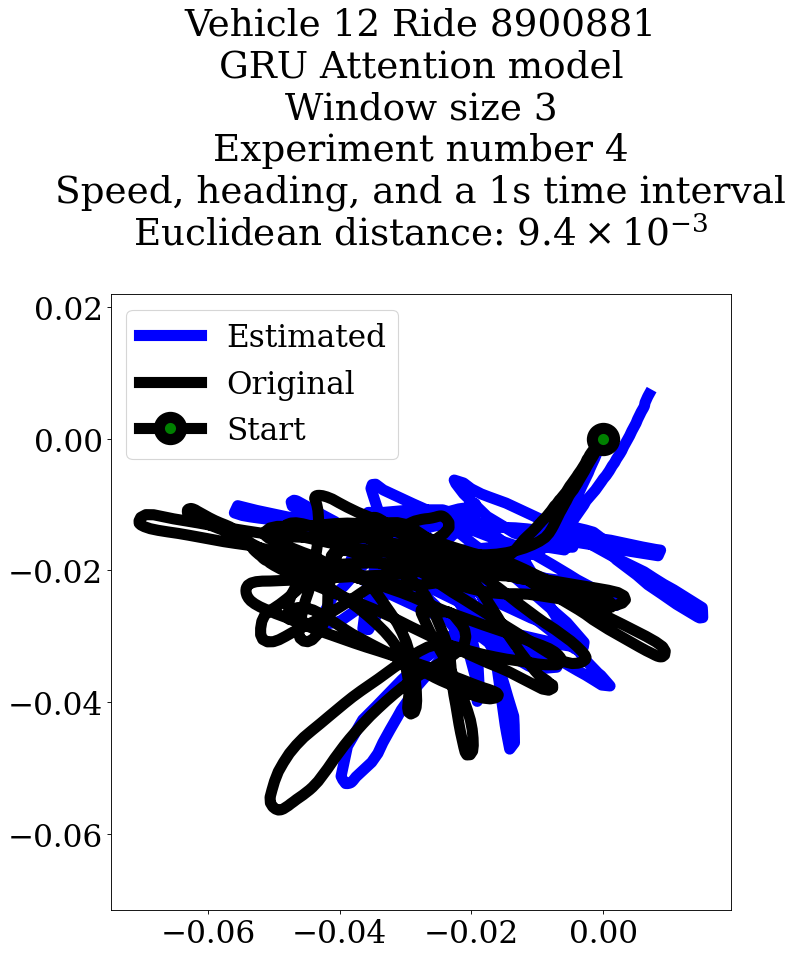 Vehicle 12 Ride 8900881
GRU Attention model
Window size 3
Experiment number 4
Speed, heading, and a 1s time interval
Euclidean distance: 9.4 × 10⁻³
0.02
0.00
−0.02
−0.04
−0.06
Estimated
Original
Start
−0.06 −0.04 −0.02 0.00